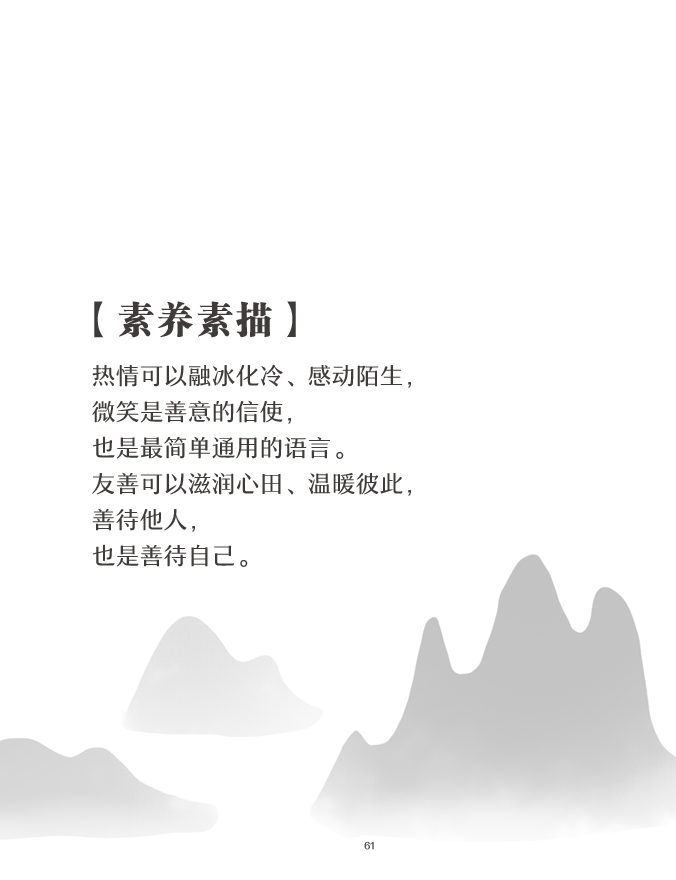 【素养素描】
热情可以融冰化冷、感动陌生，
微笑是善意的信使，
也是最简单通用的语言。
友善可以滋润心田、温暖彼此，
善待他人，
也是善待自己。
61